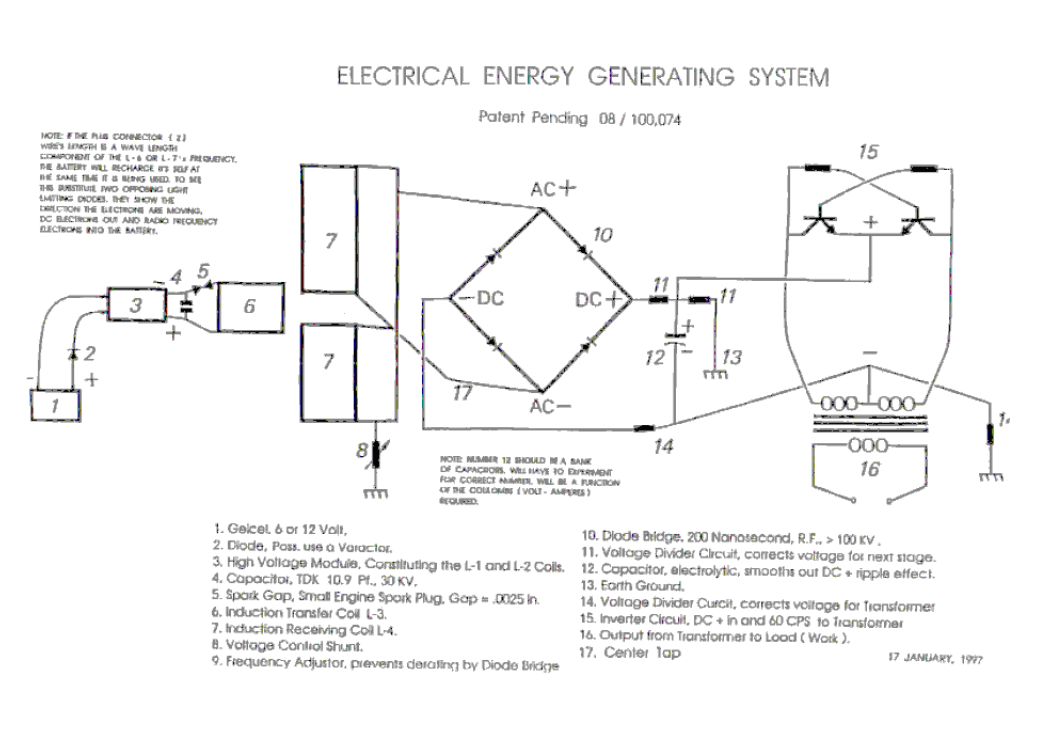 ELECTRICAL ENERGY GENERATING SYSTEM
Patent Pending 08 / 100,074
NOTE: IF THE PLUS CONNECTOR ( 2 )
WIRE'S LENGTH IS A WAVE LENGTH
COMPONENT OF THE L - 6 OR L - 7 ' s FREQUENCY,
THE BATTERY WILL RECHARGE IT'S SELF AT
THE SAME TIME IT IS BEING USED. TO SEE
THIS SUBSTITUTE TWO OPPOSING LIGHT
EMITTING DIODES. THEY SHOW THE
DIRECTION THE ELECTRONS ARE MOVING,
DC ELECTRONS OUT AND RADIO FREQUENCY
ELECTRONS INTO THE BATTERY.
15
AC+
10
7
+
- 4 5
3
6
-DC
DC+
11
11
+
+
2
7
12
-
13
-
- +
1
17
AC-
8
14
16
NOTE: NUMBER 12 SHOULD BE A BANK
OF CAPACITORS. WILL HAVE TO EXPERIMENT
FOR CORRECT NUMBER, WILL BE A FUNCTION
OF THE COULOMBS ( VOLT - AMPERES )
REQUIRED.
1. Gelcel, 6 or 12 Volt,
2. Diode, Poss. use a Varactor.
3. High Voltage Module, Constituting the L-1 and L-2 Coils.
4. Capacitor, TDK 10.9 Pf., 30 KV.
5. Spark Gap, Small Engine Spark Plug, Gap = .0025 in.
6. Induction Transfer Coil L-3.
7. Induction Receiving Coil L-4.
8. Voltage Control Shunt.
9. Frequency Adjustor, prevents derating by Diode Bridge
10. Diode Bridge, 200 Nanosecond, R.F., > 100 KV.
11. Voltage Divider Circuit, corrects voltage for next stage.
12. Capacitor, electrolytic, smooths out DC + ripple effect.
13. Earth Ground.
14. Voltage Divider Curcit, corrects voltage for Transformer
15. Inverter Circuit, DC + in and 60 CPS to Transformer
16. Output from Transformer to Load ( Work ).
17. Center Tap
17 JANUARY, 1997